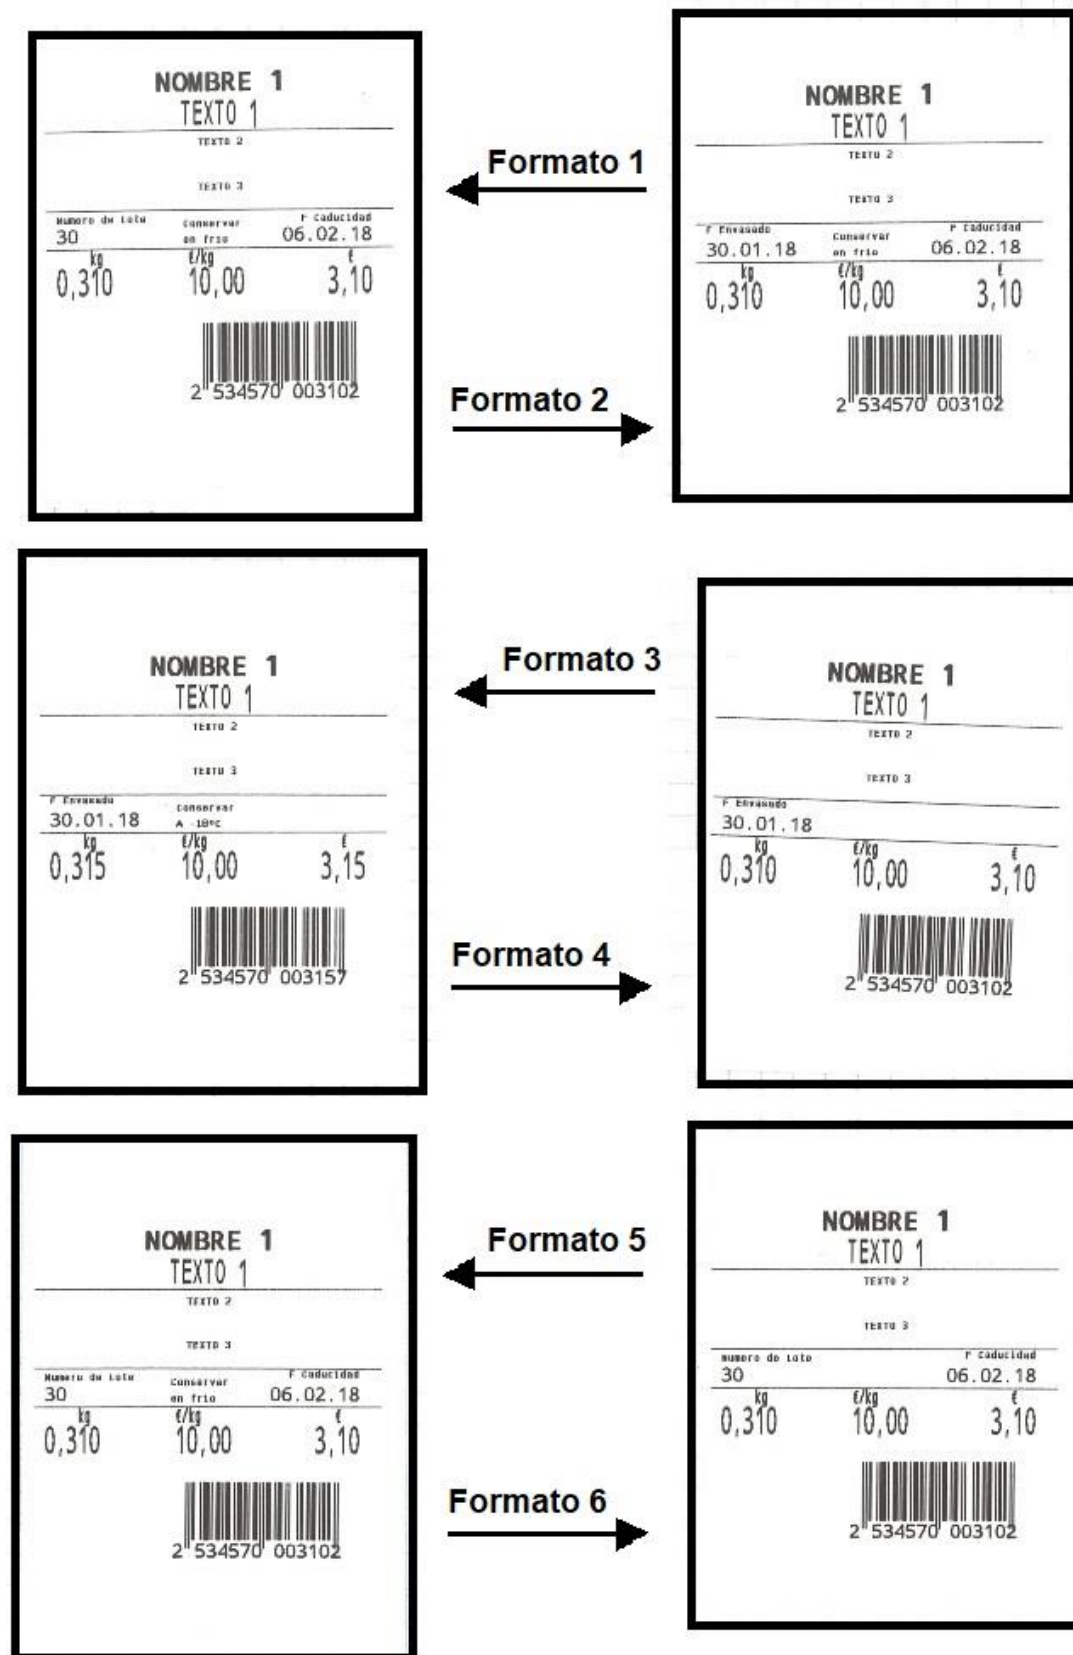 NOMBRE 1
TEXTO 1
TEXTO 2
TEXTO 3
Numero de Lote Conservar F Caducidad
30 en frio 06.02.18
kg €/kg €
0,310 10,00 3,10
2 534570 003102
Formato 1
Formato 2
NOMBRE 1
TEXTO 1
TEXTO 2
TEXTO 3
F Envasado Conservar F Caducidad
30.01.18 en frio 06.02.18
kg €/kg €
0,310 10,00 3,10
2 534570 003102
NOMBRE 1
TEXTO 1
TEXTO 2
TEXTO 3
F Envasado Conservar
30.01.18 A -18ºC
kg €/kg €
0,315 10,00 3,15
2 534570 003157
Formato 3
Formato 4
NOMBRE 1
TEXTO 1
TEXTO 2
TEXTO 3
F Envasado
30.01.18
kg €/kg €
0,310 10,00 3,10
2 534570 003102
NOMBRE 1
TEXTO 1
TEXTO 2
TEXTO 3
Numero de Lote Conservar F Caducidad
30 en frio 06.02.18
kg €/kg €
0,310 10,00 3,10
2 534570 003102
Formato 5
Formato 6
NOMBRE 1
TEXTO 1
TEXTO 2
TEXTO 3
Numero de Lote F Caducidad
30 06.02.18
kg €/kg €
0,310 10,00 3,10
2 534570 003102